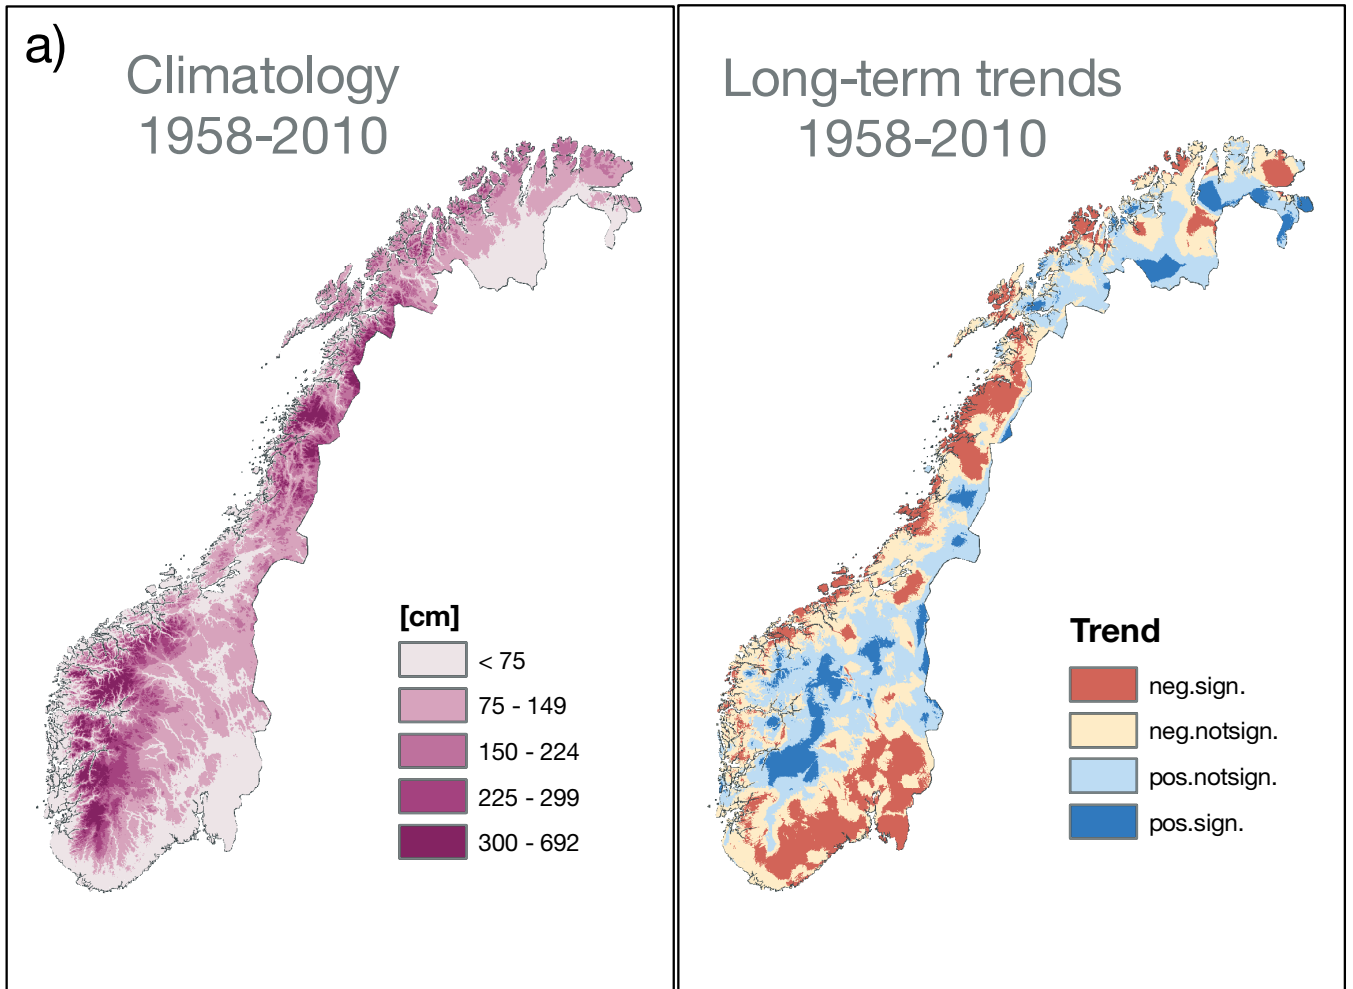 a)
Climatology
1958-2010
[cm]
< 75
75 - 149
150 - 224
225 - 299
300 - 692
Long-term trends
1958-2010
Trend
neg.sign.
neg.notsign.
pos.notsign.
pos.sign.